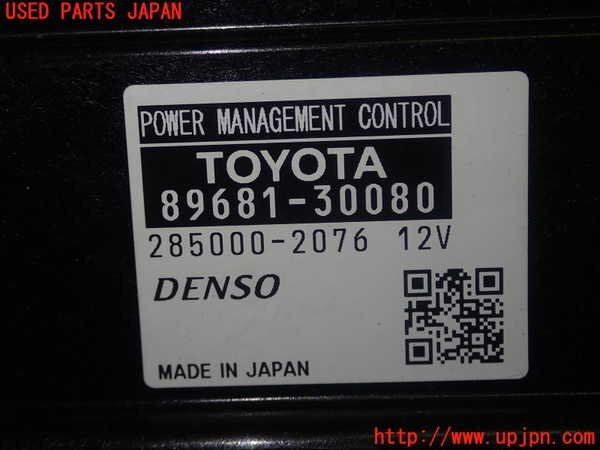 USED PARTS JAPAN
POWER MANAGEMENT CONTROL
TOYOTA
89681-30080
285000-2076 12V
DENSO
MADE IN JAPAN
http://www.upjpn.com/